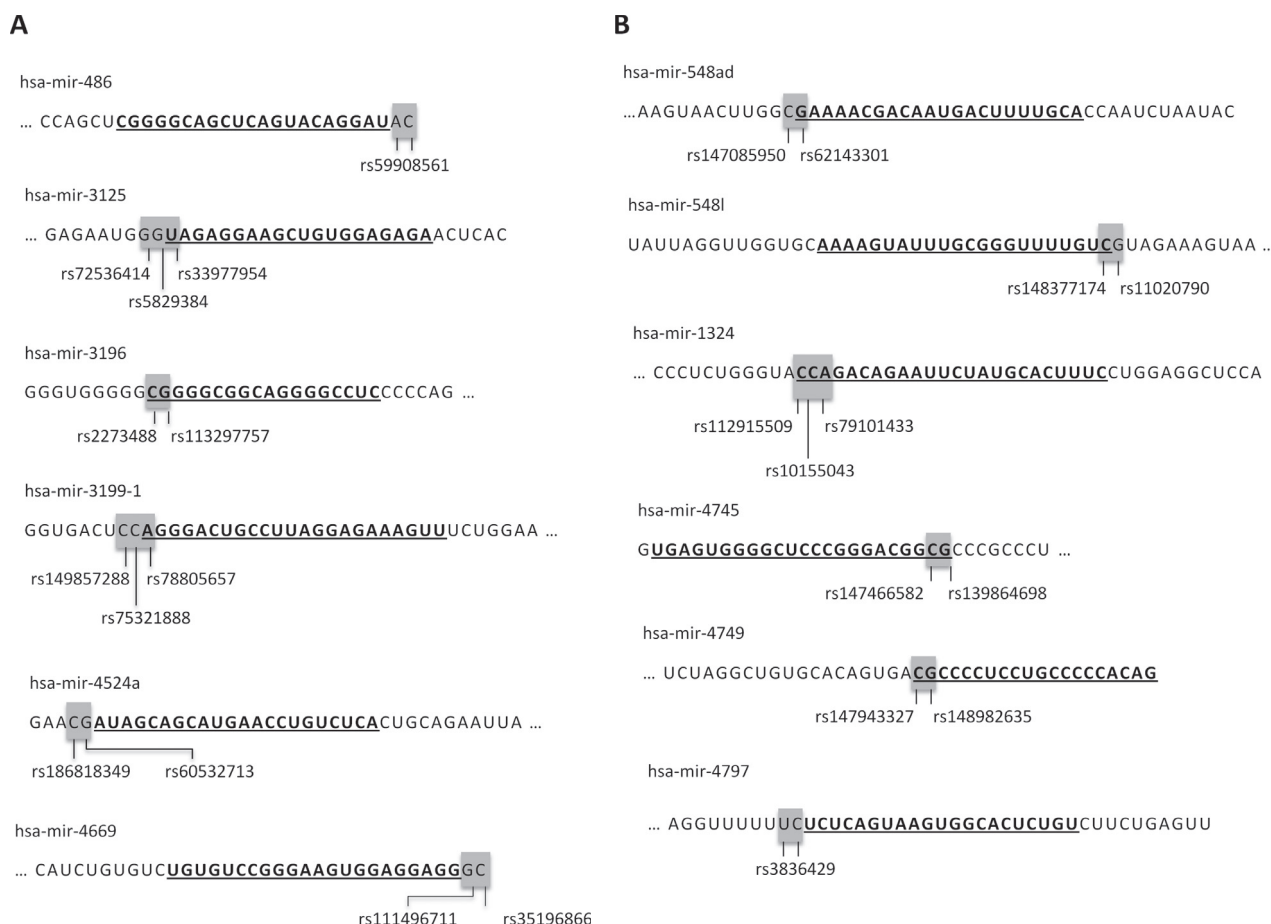 A
hsa-mir-486
... CCAGCUCGGGGCAGCUCAGUACAGGAUAC
rs59908561
hsa-mir-3125
... GAGAAUGGGUAGAGGAAGCUGUGGAGAGAACUCAC
rs72536414 rs33977954
rs5829384
hsa-mir-3196
GGGUGGGGGCGGGGCGGCAGGGGCCUCCCCCAG ...
rs2273488 rs113297757
hsa-mir-3199-1
GGUGACUCCAGGGACUGCCUUAGGAGAAAGUUUCUGGAA ...
rs149857288 rs78805657
rs75321888
hsa-mir-4524a
GAACGAUAGCAGCAUGAACCUGUCUCACUGCAGAAUUA ...
rs186818349 rs60532713
hsa-mir-4669
... CAUCUGUGUCUGUGUCCGGGAAGUGGAGGAGGGC
rs111496711 rs35196866
B
hsa-mir-548ad
...AAGUAACUUGGCGAAAACGACAAUGACUUUUGCACCAAUCUAAUAC
rs147085950 rs62143301
hsa-mir-548l
UAUUAGGUUGGUGCAAAAGUAUUUGCGGGUUUUGUCGUAGAAAGUAA ..
rs148377174 rs11020790
hsa-mir-1324
... CCCUCUGGGUACCAGACAGAAUUCUAUGCACUUUCCUGGAGGCUCCA
rs112915509 rs79101433
rs10155043
hsa-mir-4745
GUGAGUGGGGCUCCCGGGACGGCGCCCGCCCU ...
rs147466582 rs139864698
hsa-mir-4749
... UCUAGGCUGUGCACAGUGACGCCCCUCCUGCCCCCACAG
rs147943327 rs148982635
hsa-mir-4797
... AGGUUUUUUCUCUCAGUAAGUGGCACUCUGUCUUCUGAGUU
rs3836429